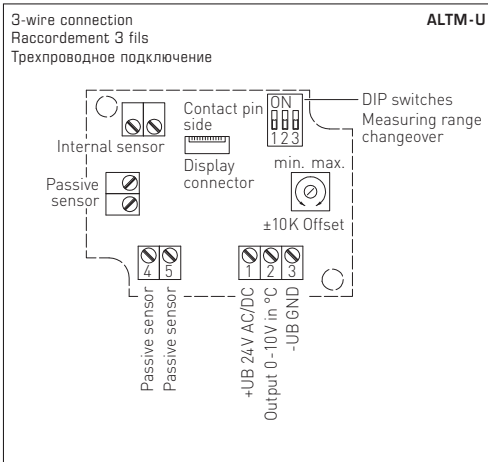 3-wire connection
Raccordement 3 fils
Трехпроводное подключение
ALTM-U
ON
1 2 3
DIP switches
Measuring range
changeover
Contact pin
side
Internal sensor
Display
connector
min. max.
Passive
sensor
±10K Offset
4 5
1 2 3
Passive sensor
Passive sensor
+UB 24V AC/DC
Output 0-10V in °C
-UB GND